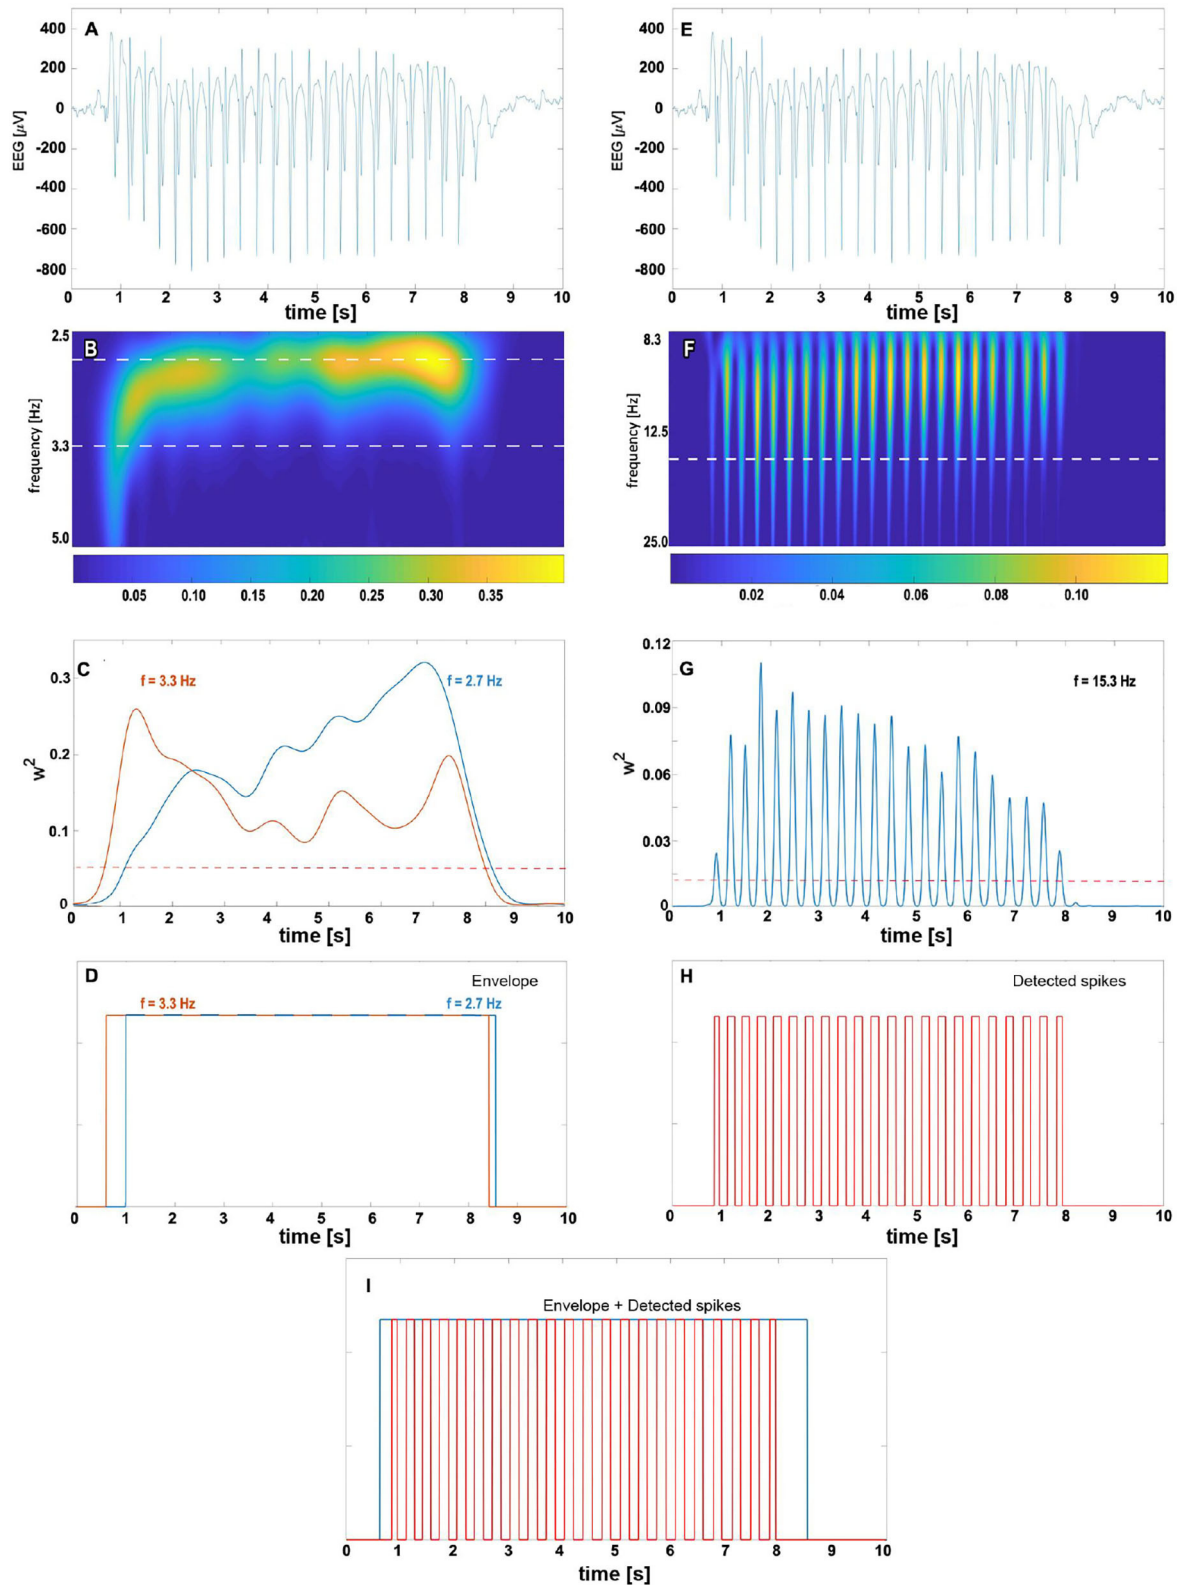 A
400
200
0
-200
-400
-600
-800
EEG [µV]
0 1 2 3 4 5 6 7 8 9 10
time [s]
E
400
200
0
-200
-400
-600
-800
EEG [µV]
0 1 2 3 4 5 6 7 8 9 10
time [s]
B
2.5
3.3
5.0
frequency [Hz]
0.05 0.10 0.15 0.20 0.25 0.30 0.35
F
8.3
12.5
25.0
frequency [Hz]
0.02 0.04 0.06 0.08 0.10
C
f = 3.3 Hz
f = 2.7 Hz
0.3
0.2
0.1
0
w²
0 1 2 3 4 5 6 7 8 9 10
time [s]
G
f = 15.3 Hz
0.12
0.09
0.06
0.03
0
w²
0 1 2 3 4 5 6 7 8 9 10
time [s]
D
Envelope
f = 3.3 Hz
f = 2.7 Hz
0 1 2 3 4 5 6 7 8 9 10
time [s]
H
Detected spikes
0 1 2 3 4 5 6 7 8 9 10
time [s]
I
Envelope + Detected spikes
0 1 2 3 4 5 6 7 8 9 10
time [s]